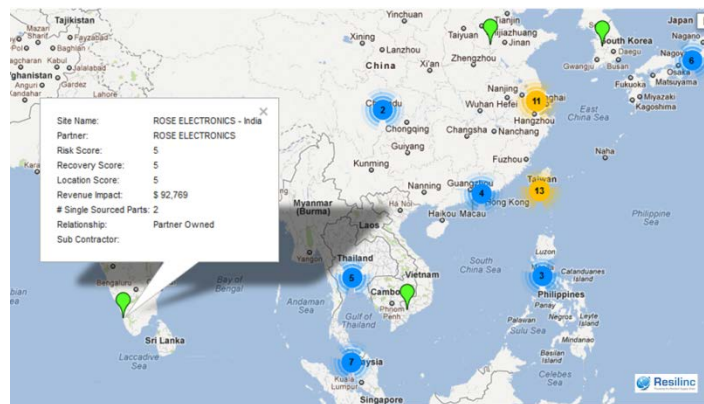 Yinchuan
Tianjin
Tajikistan
Taiyuan
Shijiazhuang
Japan
Mazar
Sharif
Fayzabad
Xining
Jinan
South Korea
Nagano
Baghlan
Lanzhou
Daegu
Nagoya
Kabul
Jalalabad
Zhengzhou
Gwangju
Busan
6
China
Xi'an
Osaka
Gardez
Fukuoka
Matsuyama
Kandahar
Lahore
Nanjing
Miyazaki
2
Wuhan
Hefei
11
Kagoshima
East
China Sea
Hangzhou
Chongqing
Changsha
Nanchang
Site Name: ROSE ELECTRONICS - India
Partner: ROSE ELECTRONICS
Risk Score: 5
Recovery Score: 5
Location Score: 5
Revenue Impact: $ 92,769
# Single Sourced Parts: 2
Relationship: Partner Owned
Sub Contractor:
Guiyang
Fuzhou
Naha
Kunming
Nanning
Guangzhou
Taiwan
4
13
Myanmar
(Burma)
Hong Kong
Haikou
Macau
Philippine
Sea
Laos
Yangon
Luzon
Thailand
South
China Sea
Bengaluru
Bay of
Bengal
5
Vietnam
3
Catanduanes
Island
Andaman
Sea
Phnom
Penh
Philippines
Panay
Gulf of
Thailand
Palawan
Negros
Leyte
Island
Sulu Sea
Mindanao
Sri Lanka
Laccadive
Sea
7
Basilan
Island
Kuala
Lumpur
Celebes
Sea
Singapore
Resilinc